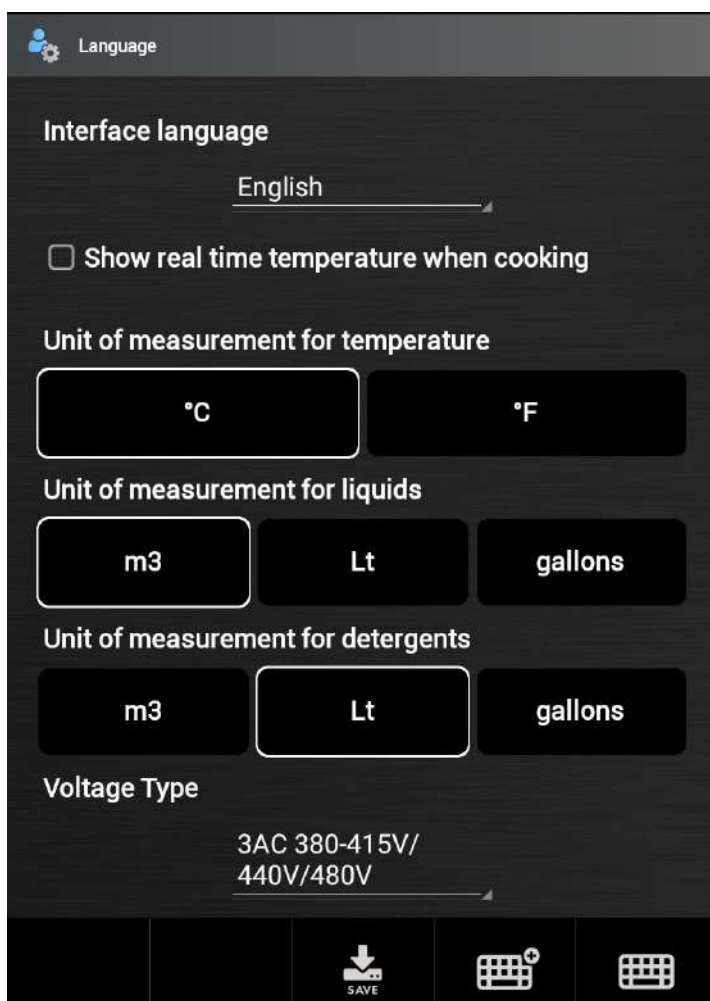 Language
Interface language
English
Show real time temperature when cooking
Unit of measurement for temperature
°C °F
Unit of measurement for liquids
m3 Lt gallons
Unit of measurement for detergents
m3 Lt gallons
Voltage Type
3AC 380-415V/
440V/480V
SAVE